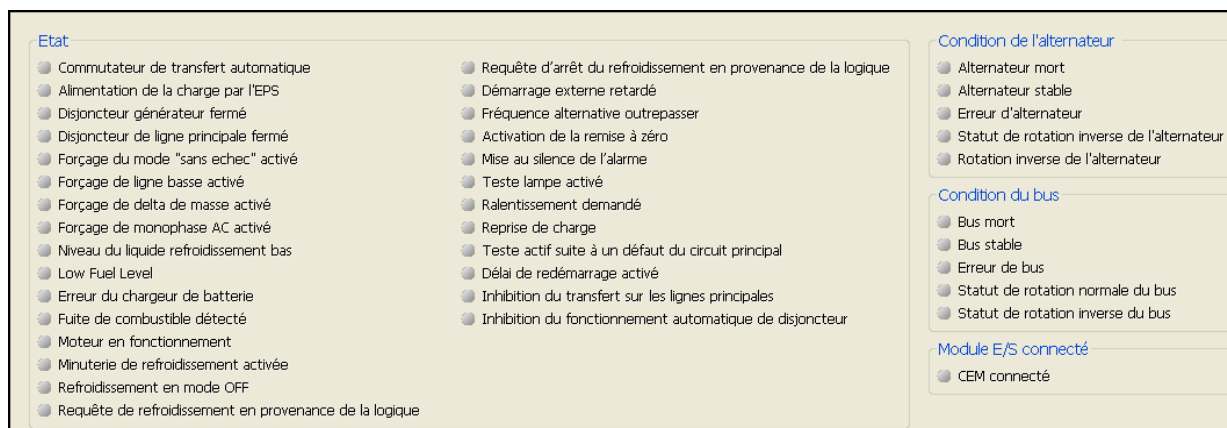 Etat
Commutateur de transfert automatique
Alimentation de la charge par l'EPS
Disjoncteur générateur fermé
Disjoncteur de ligne principale fermé
Forçage du mode "sans echec" activé
Forçage de ligne basse activé
Forçage de delta de masse activé
Forçage de monophase AC activé
Niveau du liquide refroidissement bas
Low Fuel Level
Erreur du chargeur de batterie
Fuite de combustible détecté
Moteur en fonctionnement
Minuterie de refroidissement activée
Refroidissement en mode OFF
Requête de refroidissement en provenance de la logique
Requête d'arrêt du refroidissement en provenance de la logique
Démarrage externe retardé
Fréquence alternative outrepasser
Activation de la remise à zéro
Mise au silence de l'alarme
Teste lampe activé
Ralentissement demandé
Reprise de charge
Teste actif suite à un défaut du circuit principal
Délai de redémarrage activé
Inhibition du transfert sur les lignes principales
Inhibition du fonctionnement automatique de disjoncteur
Condition de l'alternateur
Alternateur mort
Alternateur stable
Erreur d'alternateur
Statut de rotation inverse de l'alternateur
Rotation inverse de l'alternateur
Condition du bus
Bus mort
Bus stable
Erreur de bus
Statut de rotation normale du bus
Statut de rotation inverse du bus
Module E/S connecté
CEM connecté